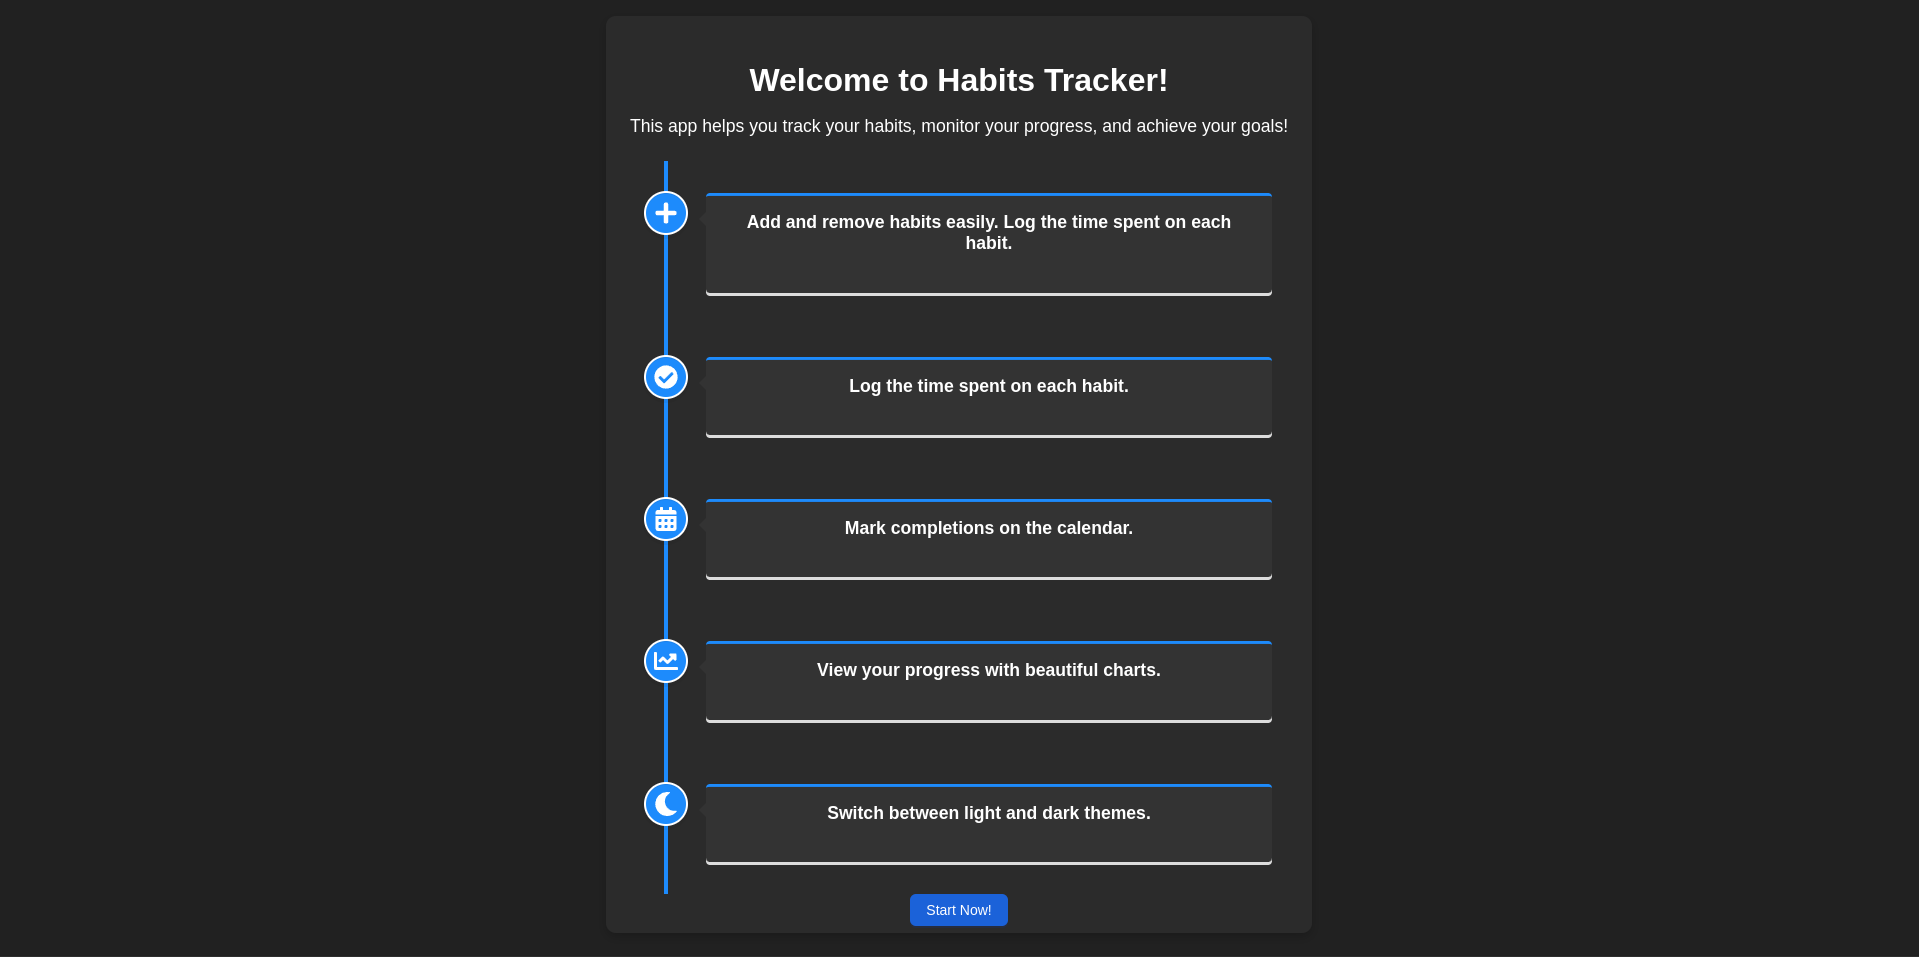 Welcome to Habits Tracker!
This app helps you track your habits, monitor your progress, and achieve your goals!
Add and remove habits easily. Log the time spent on each
habit.
Log the time spent on each habit.
Mark completions on the calendar.
View your progress with beautiful charts.
Switch between light and dark themes.
Start Now!